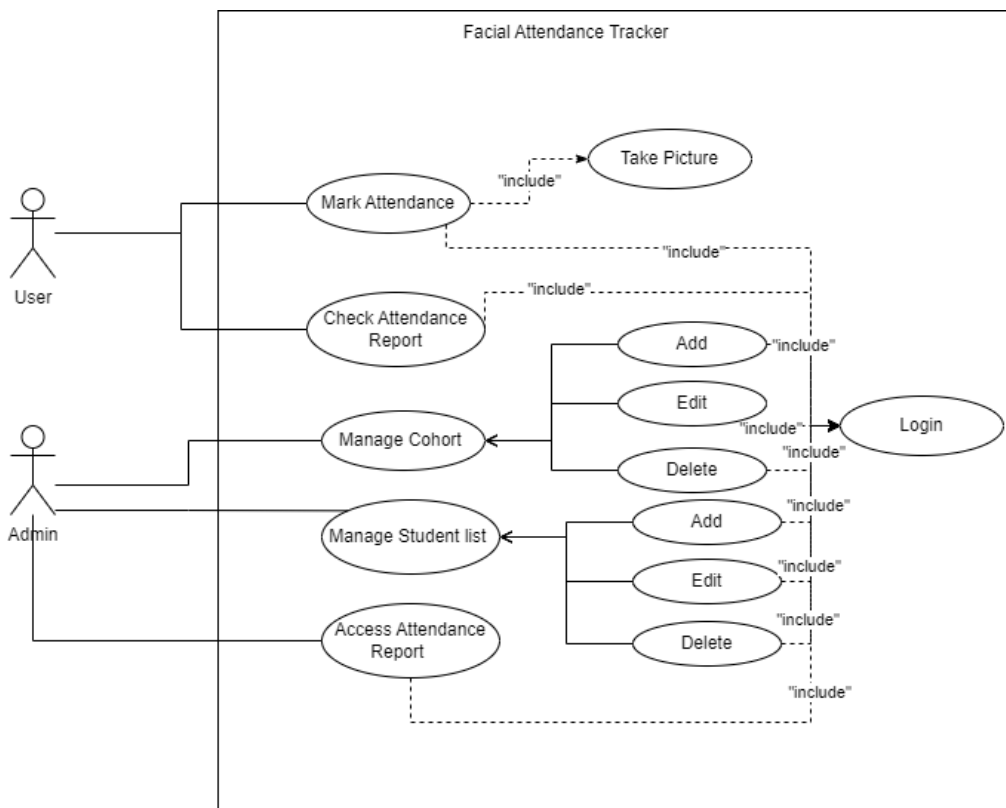 Facial Attendance Tracker
Take Picture
"include"
Mark Attendance
"include"
User
"include"
Check Attendance
Report
Add
"include"
Edit
"include"
Login
Manage Cohort
Delete
"include"
Admin
Add
"include"
Manage Student list
Edit
"include"
"include"
Access Attendance
Report
Delete
"include"